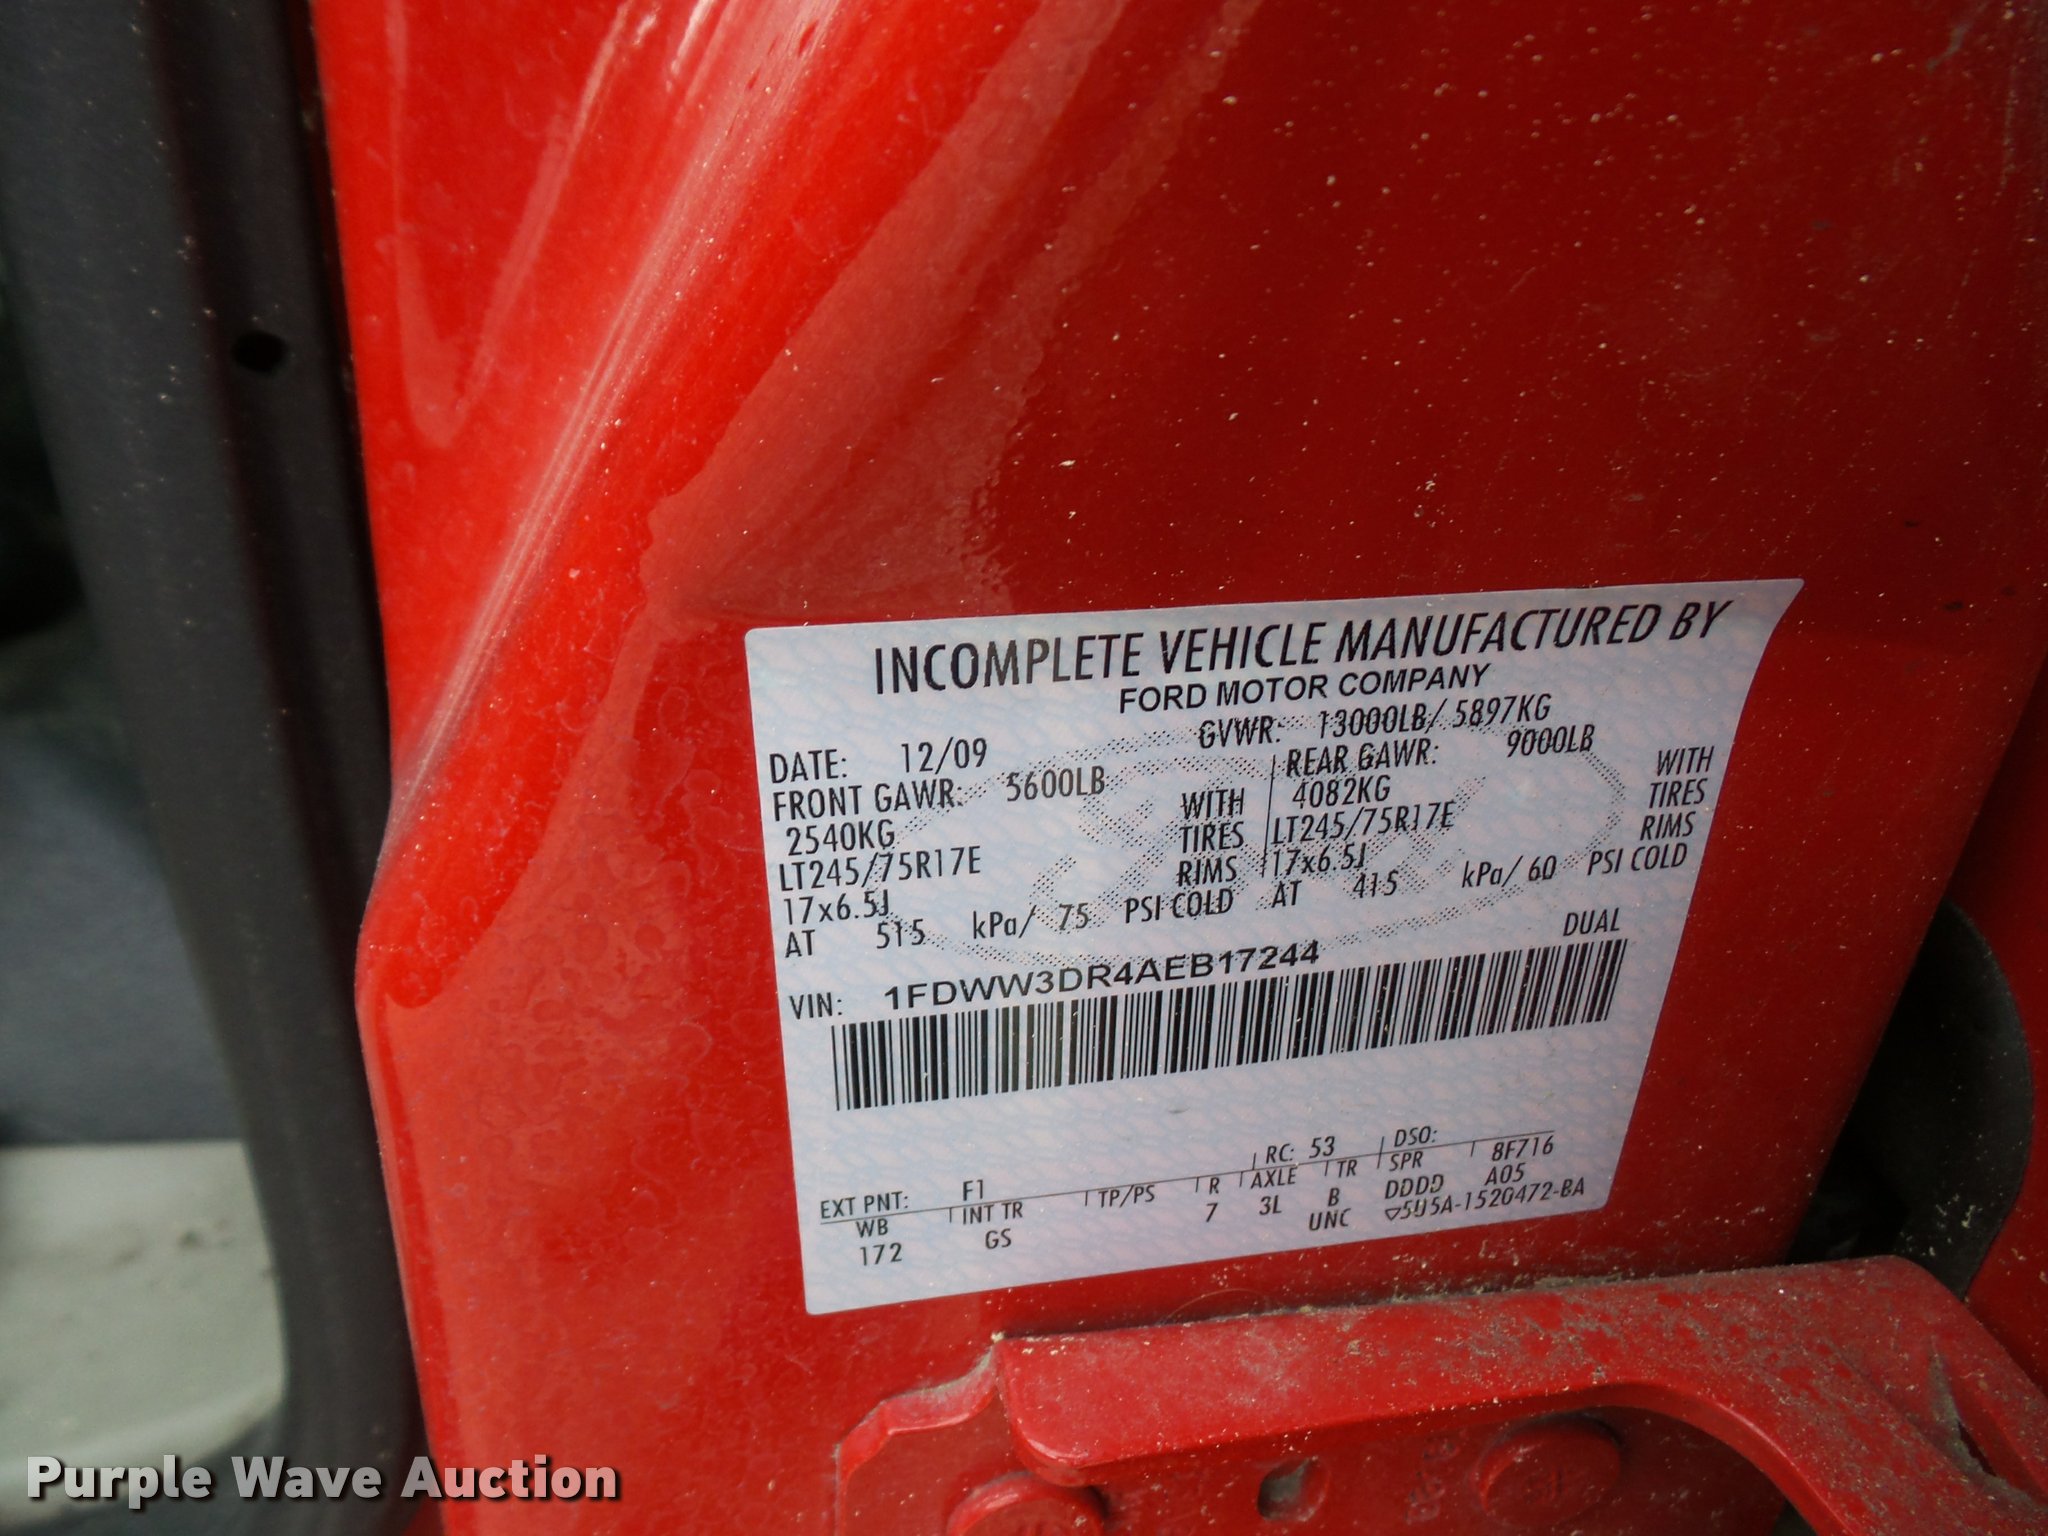 INCOMPLETE VEHICLE MANUFACTURED BY
FORD MOTOR COMPANY
DATE: 12/09 GVWR: 13000LB/ 5897KG
FRONT GAWR: 5600LB REAR GAWR: 9000LB
2540KG WITH 4082KG WITH
LT245/75R17E TIRES LT245/75R17E TIRES
17x6.5J RIMS 17x6.5J RIMS
AT 515 kPa/ 75 PSI COLD AT 415 kPa/ 60 PSI COLD
VIN: 1FDWW3DR4AEB17244 DUAL
EXT PNT: F1 RC: 53 DSO:
WB INT TR TP/PS R AXLE TR SPR 8F716
172 GS 7 3L B DDDD A05
UNC ▽5U5A-1520472-BA
Purple Wave Auction